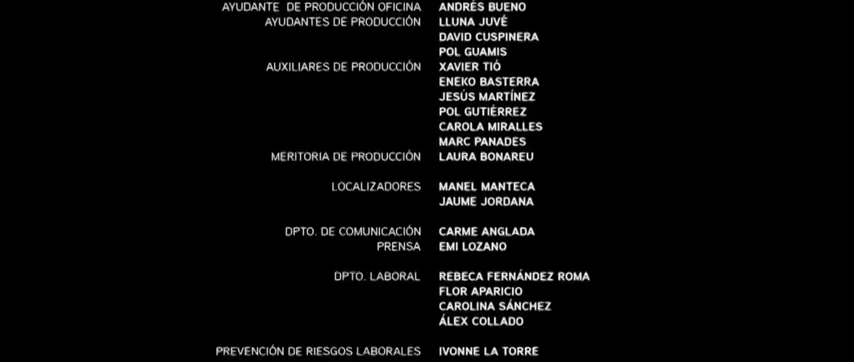 AYUDANTE DE PRODUCCIÓN OFICINA ANDRÉS BUENO
AYUDANTES DE PRODUCCIÓN LLUNA JUVÉ
DAVID CUSPINERA
POL GUAMIS
AUXILIARES DE PRODUCCIÓN XAVIER TIÓ
ENEKO BASTERRA
JESÚS MARTÍNEZ
POL GUTIÉRREZ
CAROLA MIRALLES
MARC PANADES
MERITORIA DE PRODUCCIÓN LAURA BONAREU
LOCALIZADORES MANEL MANTECA
JAUME JORDANA
DPTO. DE COMUNICACIÓN CARME ANGLADA
PRENSA EMI LOZANO
DPTO. LABORAL REBECA FERNÁNDEZ ROMA
FLOR APARICIO
CAROLINA SÁNCHEZ
ÁLEX COLLADO
PREVENCIÓN DE RIESGOS LABORALES IVONNE LA TORRE